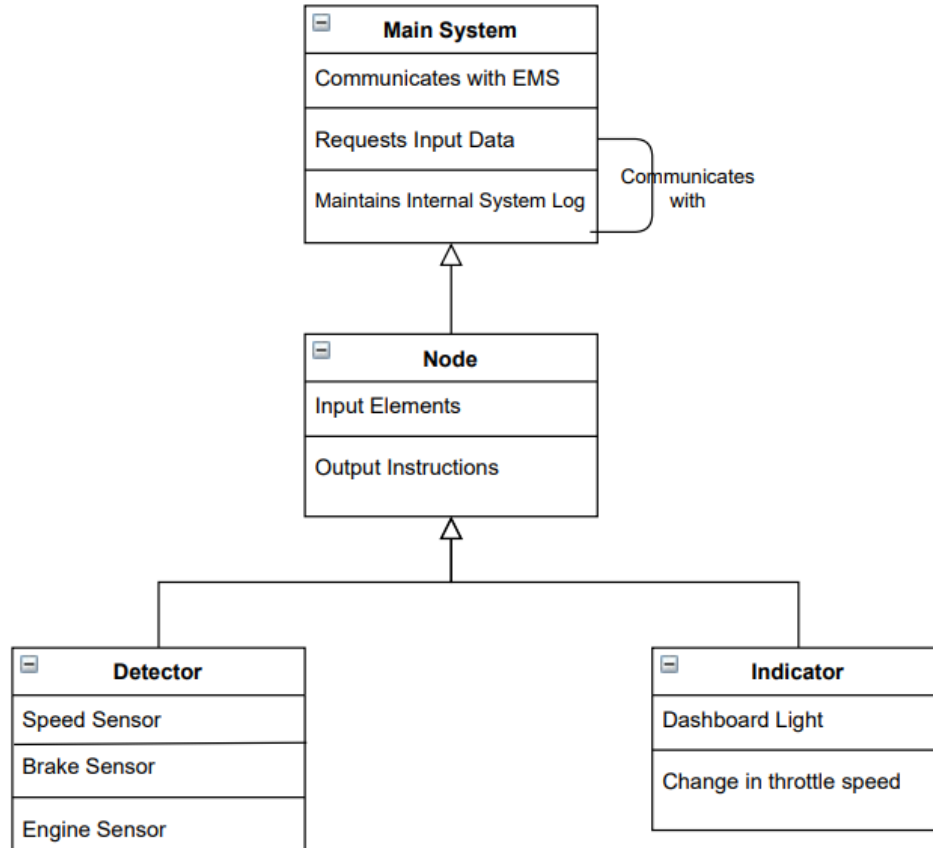 Main System
Communicates with EMS
Requests Input Data
Maintains Internal System Log
Communicates
with
Node
Input Elements
Output Instructions
Detector
Speed Sensor
Brake Sensor
Engine Sensor
Indicator
Dashboard Light
Change in throttle speed